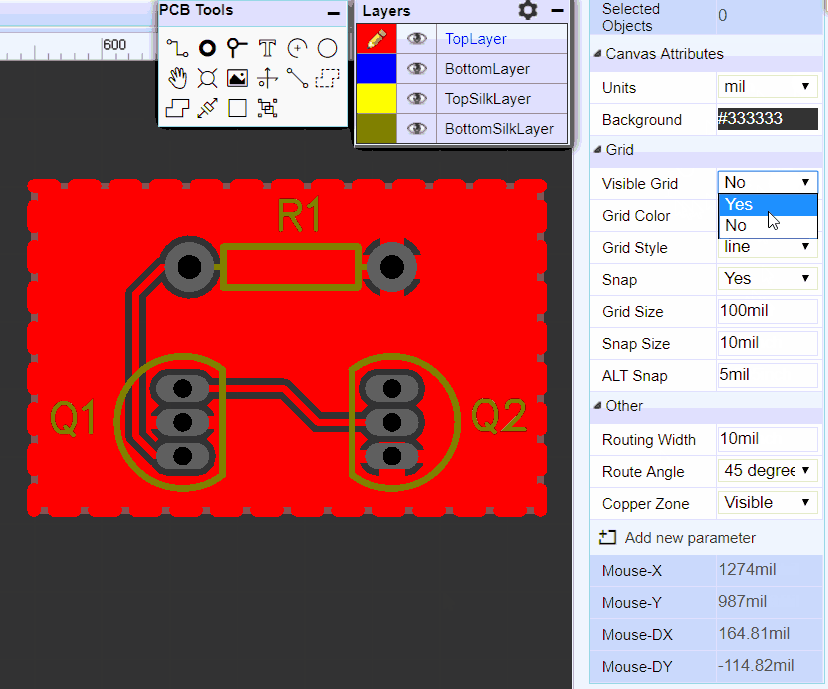 PCB Tools
600
Layers
TopLayer
BottomLayer
TopSilkLayer
BottomSilkLayer
R1
Q1
Q2
Selected
Objects 0
Canvas Attributes
Units mil
Background #333333
Grid
Visible Grid No
Yes
No
Grid Color
Grid Style line
Snap Yes
Grid Size 100mil
Snap Size 10mil
ALT Snap 5mil
Other
Routing Width 10mil
Route Angle 45 degree
Copper Zone Visible
Add new parameter
Mouse-X 1274mil
Mouse-Y 987mil
Mouse-DX 164.81mil
Mouse-DY -114.82mil